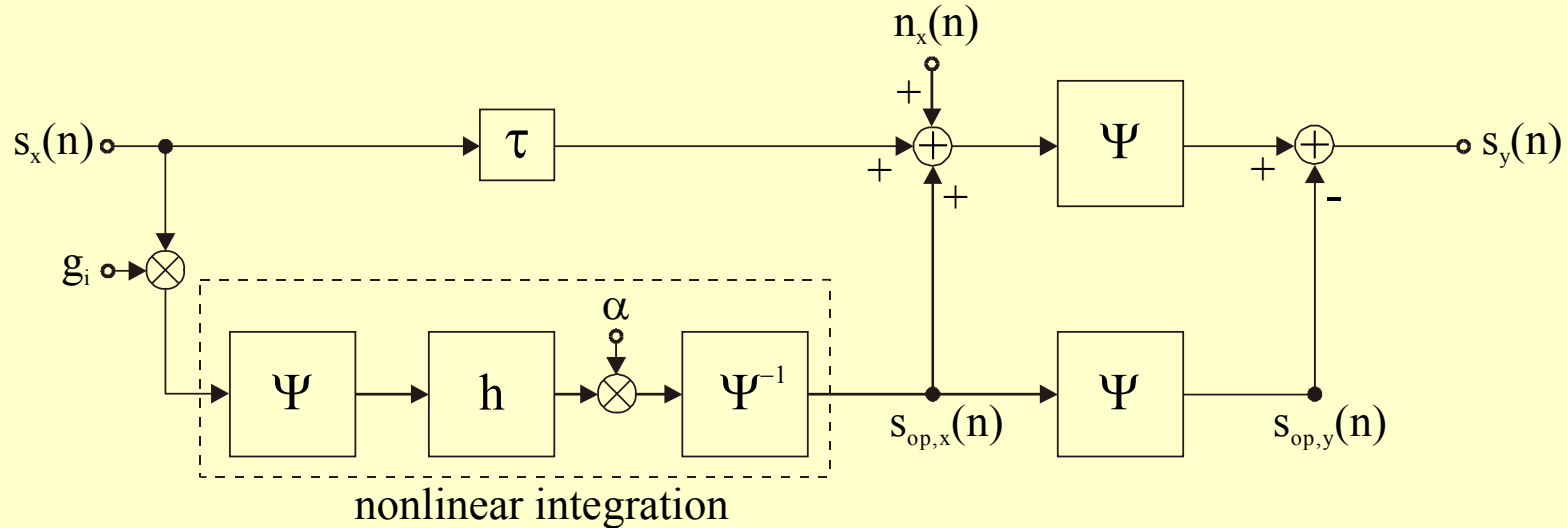 n_x(n)
+
s_x(n)
τ
+
+
Ψ
+
-
s_y(n)
g_i
α
Ψ
h
Ψ⁻¹
s_op,x(n)
Ψ
s_op,y(n)
nonlinear integration